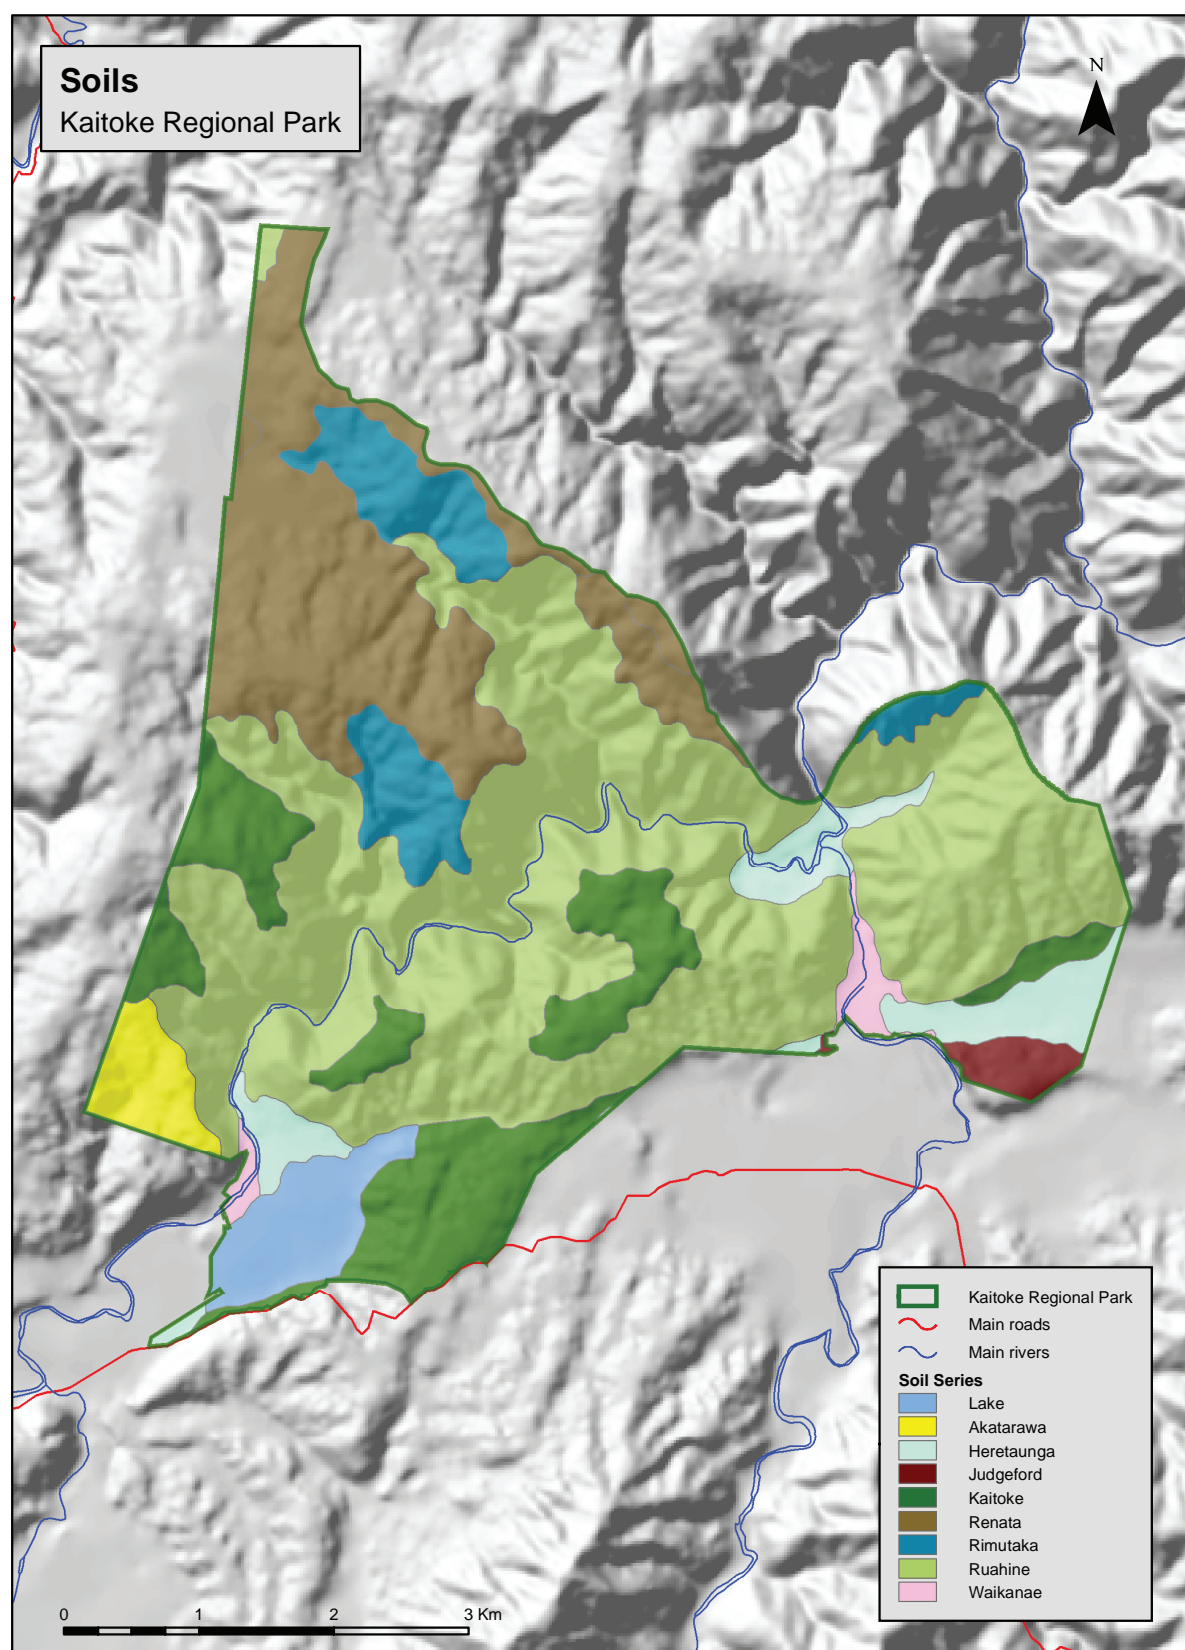 Soils
Kaitoke Regional Park
N
Kaitoke Regional Park
Main roads
Main rivers
Soil Series
Lake
Akatarawa
Heretaunga
Judgeford
Kaitoke
Renata
Rimutaka
Ruahine
Waikanae
0 1 2 3 Km